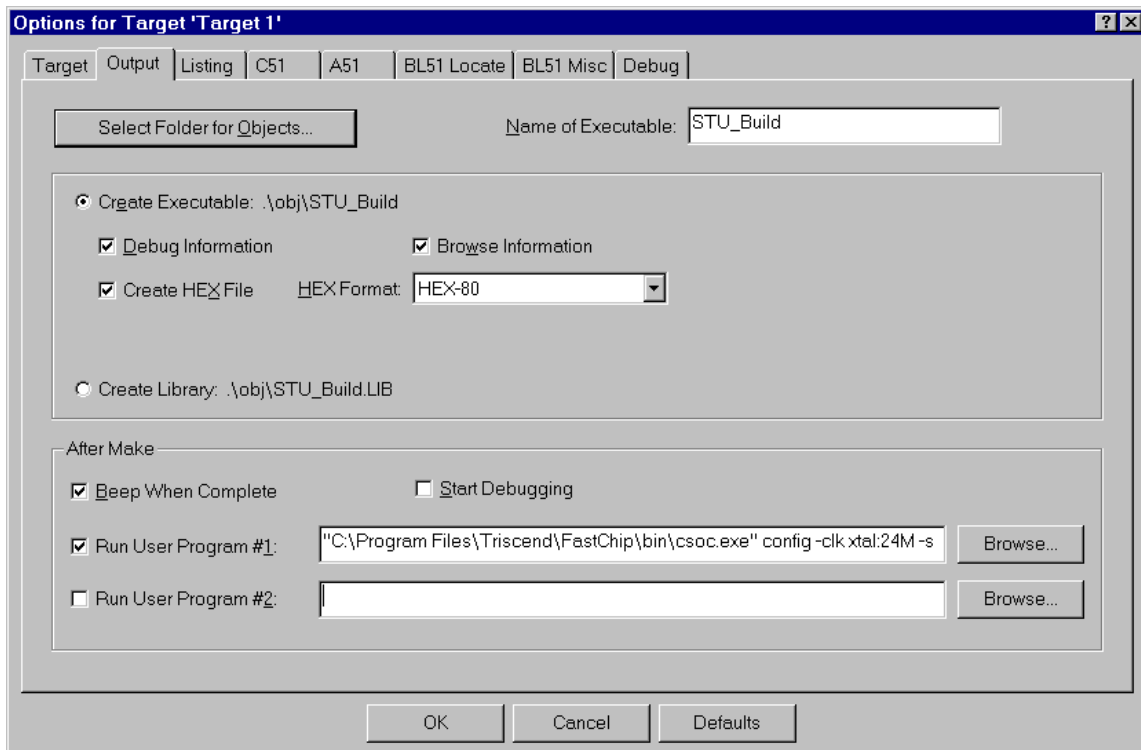 Options for Target 'Target 1'
Target Output Listing C51 A51 BL51 Locate BL51 Misc Debug
Select Folder for Objects... Name of Executable: STU_Build
Create Executable: .\obj\STU_Build
Debug Information Browse Information
Create HEX File HEX Format: HEX-80
Create Library: .\obj\STU_Build.LIB
After Make
Beep When Complete Start Debugging
Run User Program #1: "C:\Program Files\Triscend\FastChip\bin\csoc.exe" config -clk xtal:24M -s Browse...
Run User Program #2: Browse...
OK Cancel Defaults